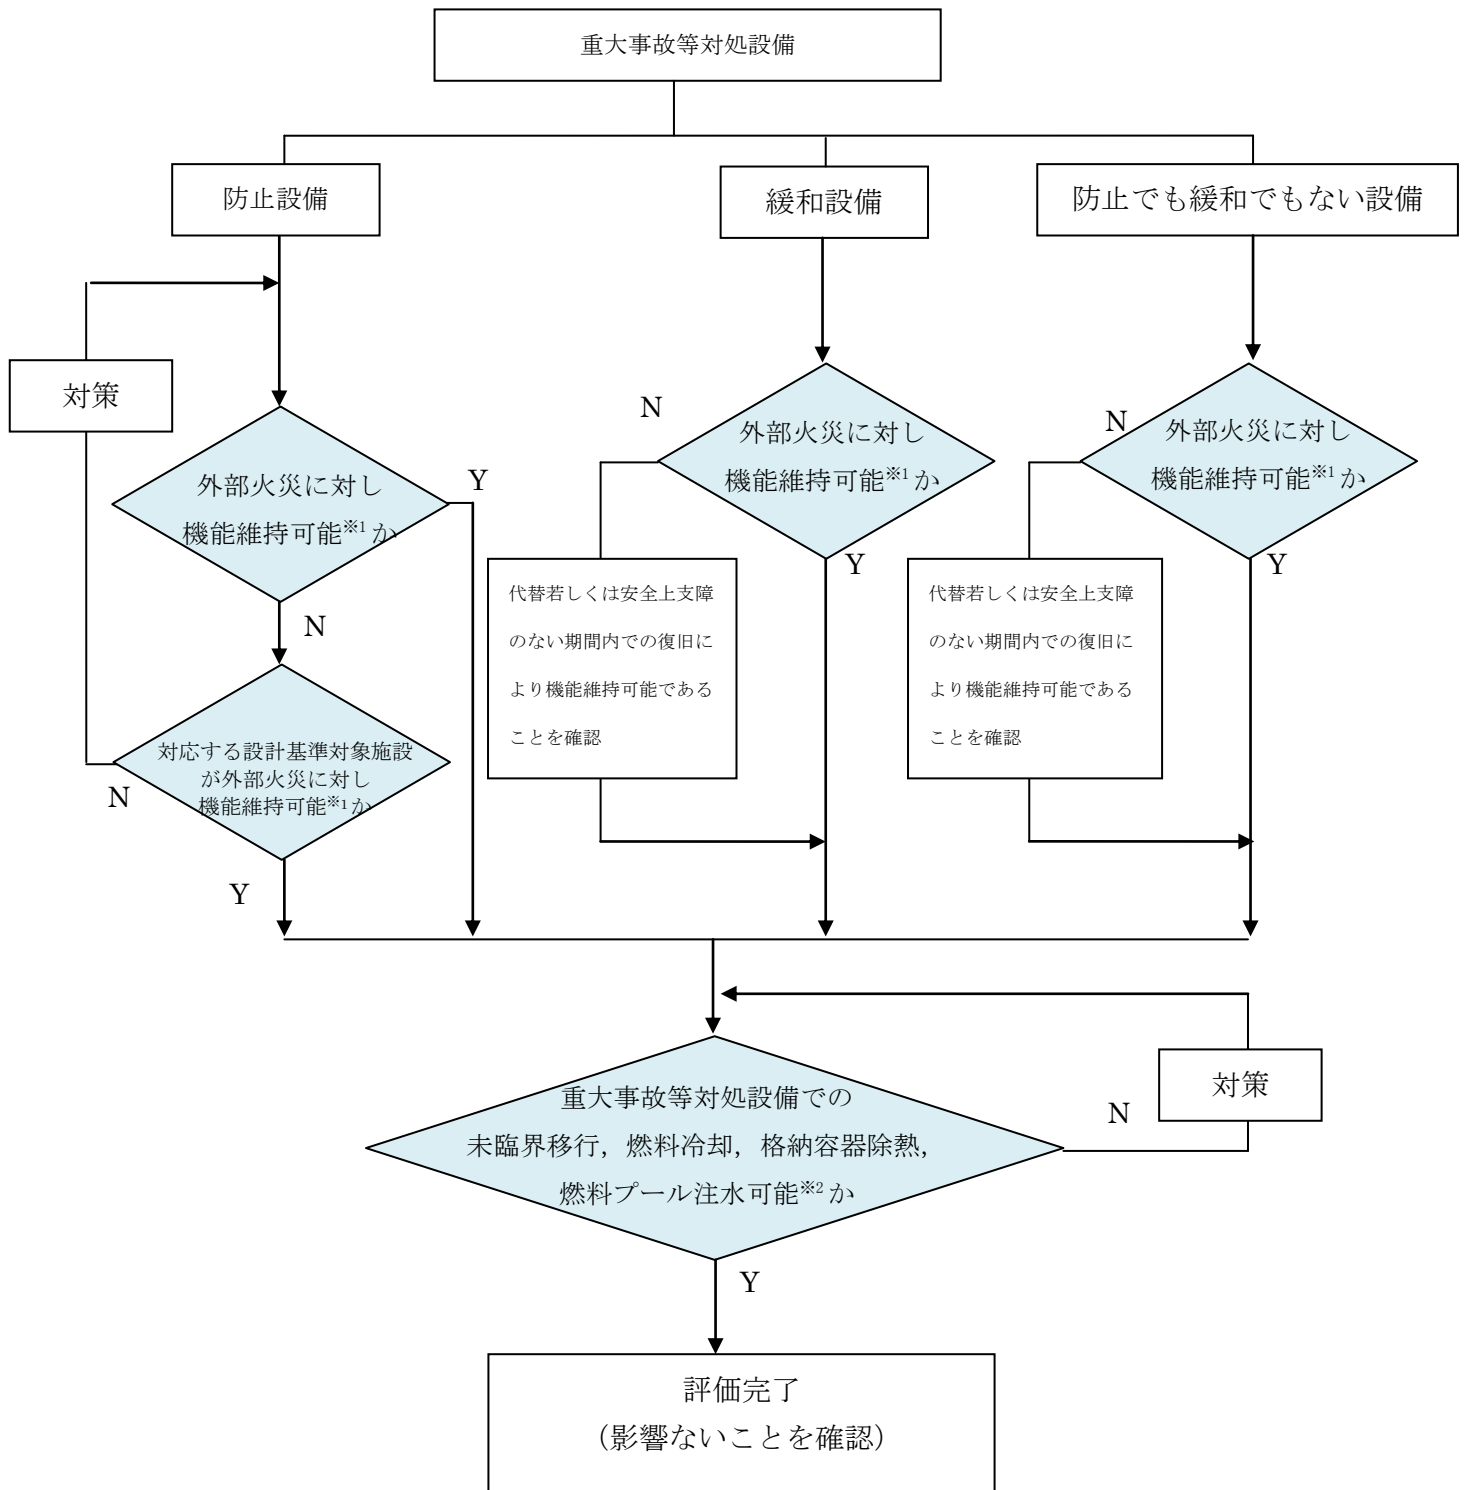 重大事故等対処設備
防止設備
緩和設備
防止でも緩和でもない設備
対策
外部火災に対し
機能維持可能※1か
Y
N
対応する設計基準対象施設
が外部火災に対し
機能維持可能※1か
N
Y
外部火災に対し
機能維持可能※1か
N
Y
代替若しくは安全上支障
のない期間内での復旧に
より機能維持可能である
ことを確認
外部火災に対し
機能維持可能※1か
N
Y
代替若しくは安全上支障
のない期間内での復旧に
より機能維持可能である
ことを確認
重大事故等対処設備での
未臨界移行，燃料冷却，格納容器除熱，
燃料プール注水可能※2か
N
対策
Y
評価完了
（影響ないことを確認）